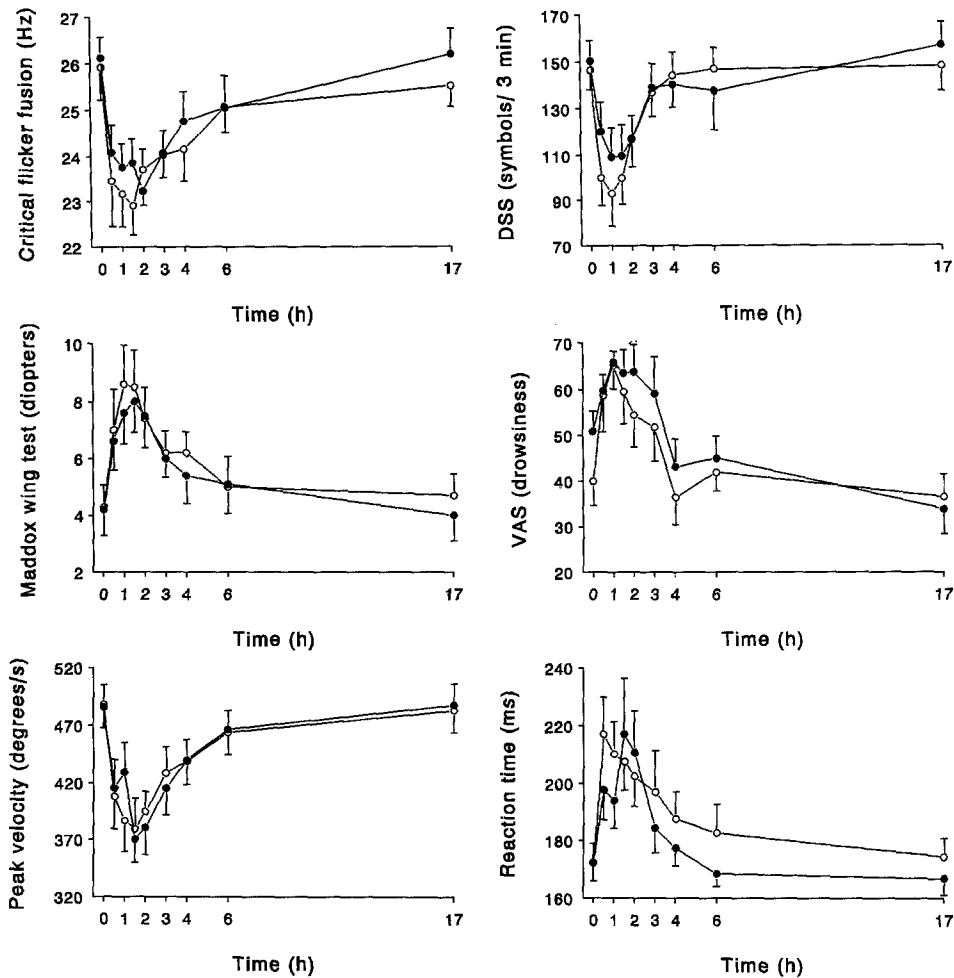 Critical flicker fusion (Hz)
27
26
25
24
23
22
0 1 2 3 4 6 17
Time (h)
DSS (symbols/ 3 min)
170
150
130
110
90
70
0 1 2 3 4 6 17
Time (h)
Maddox wing test (diopters)
10
8
6
4
2
0 1 2 3 4 6 17
Time (h)
VAS (drowsiness)
70
60
50
40
30
20
0 1 2 3 4 6 17
Time (h)
Peak velocity (degrees/s)
520
470
420
370
320
0 1 2 3 4 6 17
Time (h)
Reaction time (ms)
240
220
200
180
160
0 1 2 3 4 6 17
Time (h)